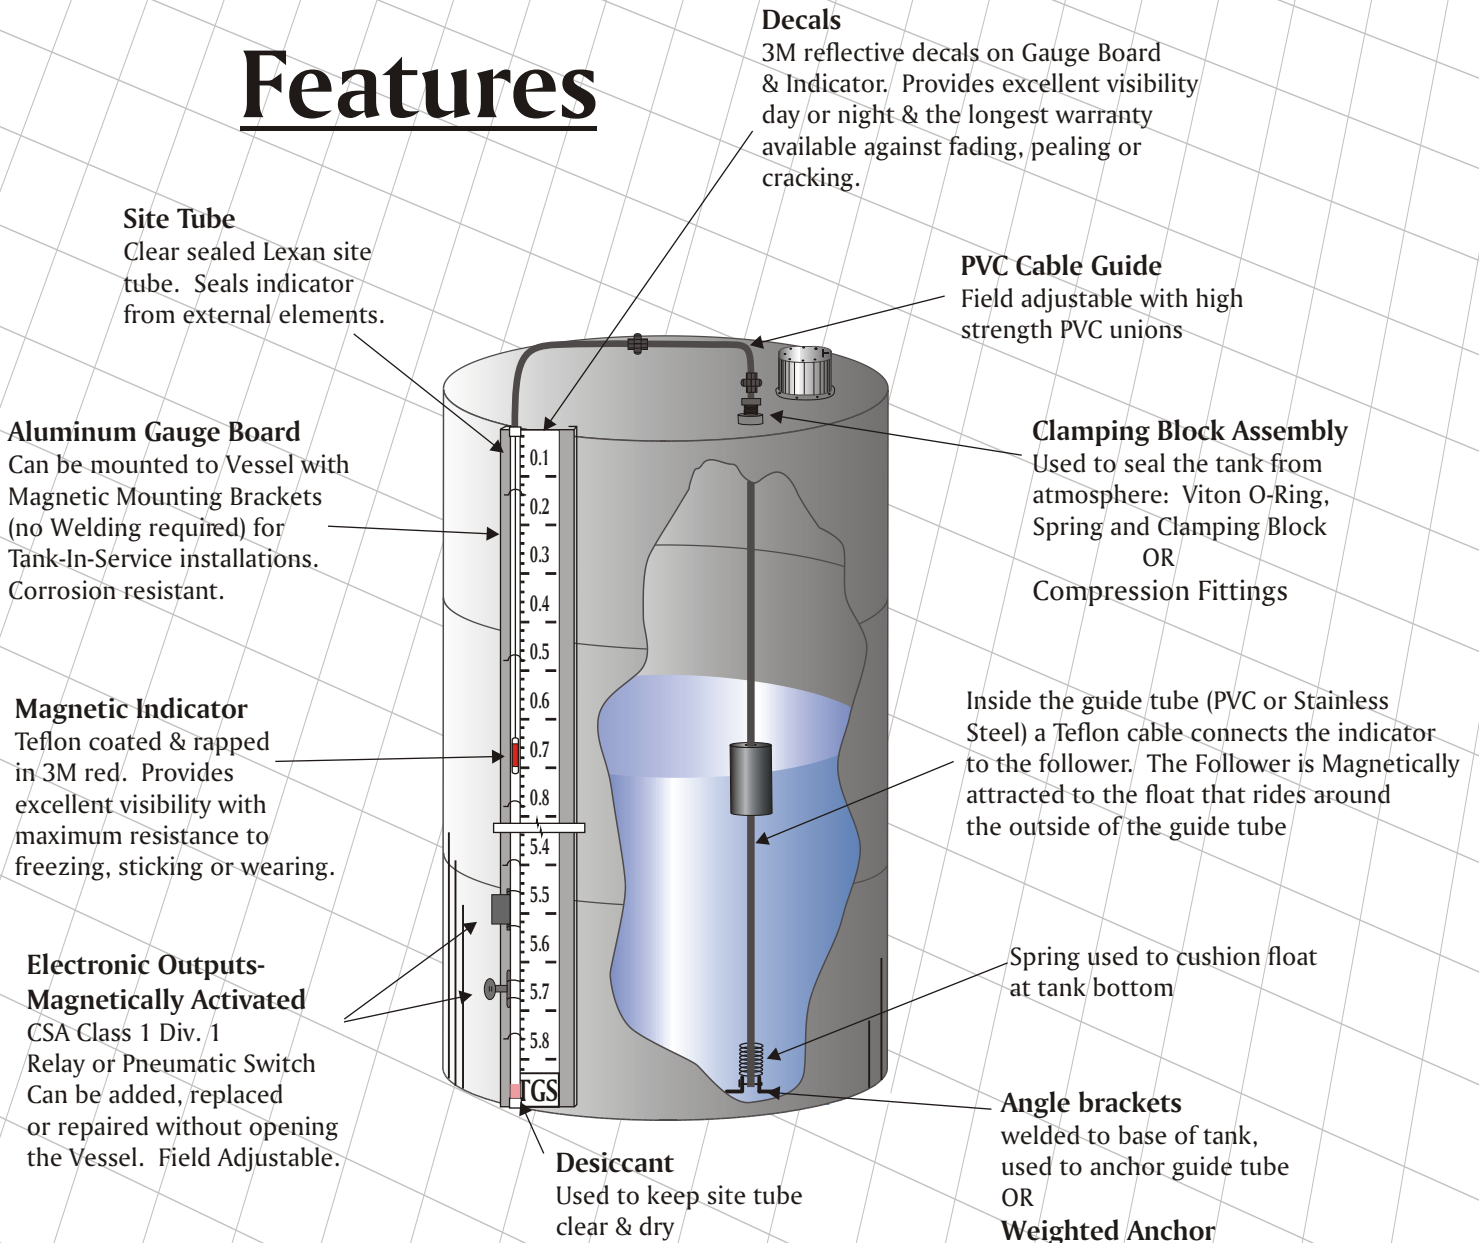 Features
Decals
3M reflective decals on Gauge Board
& Indicator.  Provides excellent visibility
day or night & the longest warranty
available against fading, pealing or
cracking.
Site Tube
Clear sealed Lexan site
tube.  Seals indicator
from external elements.
PVC Cable Guide
Field adjustable with high
strength PVC unions
Aluminum Gauge Board
Can be mounted to Vessel with
Magnetic Mounting Brackets
(no Welding required) for
Tank-In-Service installations.
Corrosion resistant.
Clamping Block Assembly
Used to seal the tank from
atmosphere:  Viton O-Ring,
Spring and Clamping Block
OR
Compression Fittings
Magnetic Indicator
Teflon coated & rapped
in 3M red.  Provides
excellent visibility with
maximum resistance to
freezing, sticking or wearing.
Inside the guide tube (PVC or Stainless
Steel) a Teflon cable connects the indicator
to the follower.  The Follower is Magnetically
attracted to the float that rides around
the outside of the guide tube
Electronic Outputs-
Magnetically Activated
CSA Class 1 Div. 1
Relay or Pneumatic Switch
Can be added, replaced
or repaired without opening
the Vessel.  Field Adjustable.
Spring used to cushion float
at tank bottom
Angle brackets
welded to base of tank,
used to anchor guide tube
OR
Weighted Anchor
Desiccant
Used to keep site tube
clear & dry
0.1
0.2
0.3
0.4
0.5
0.6
0.7
0.8
5.4
5.5
5.6
5.7
5.8
TGS